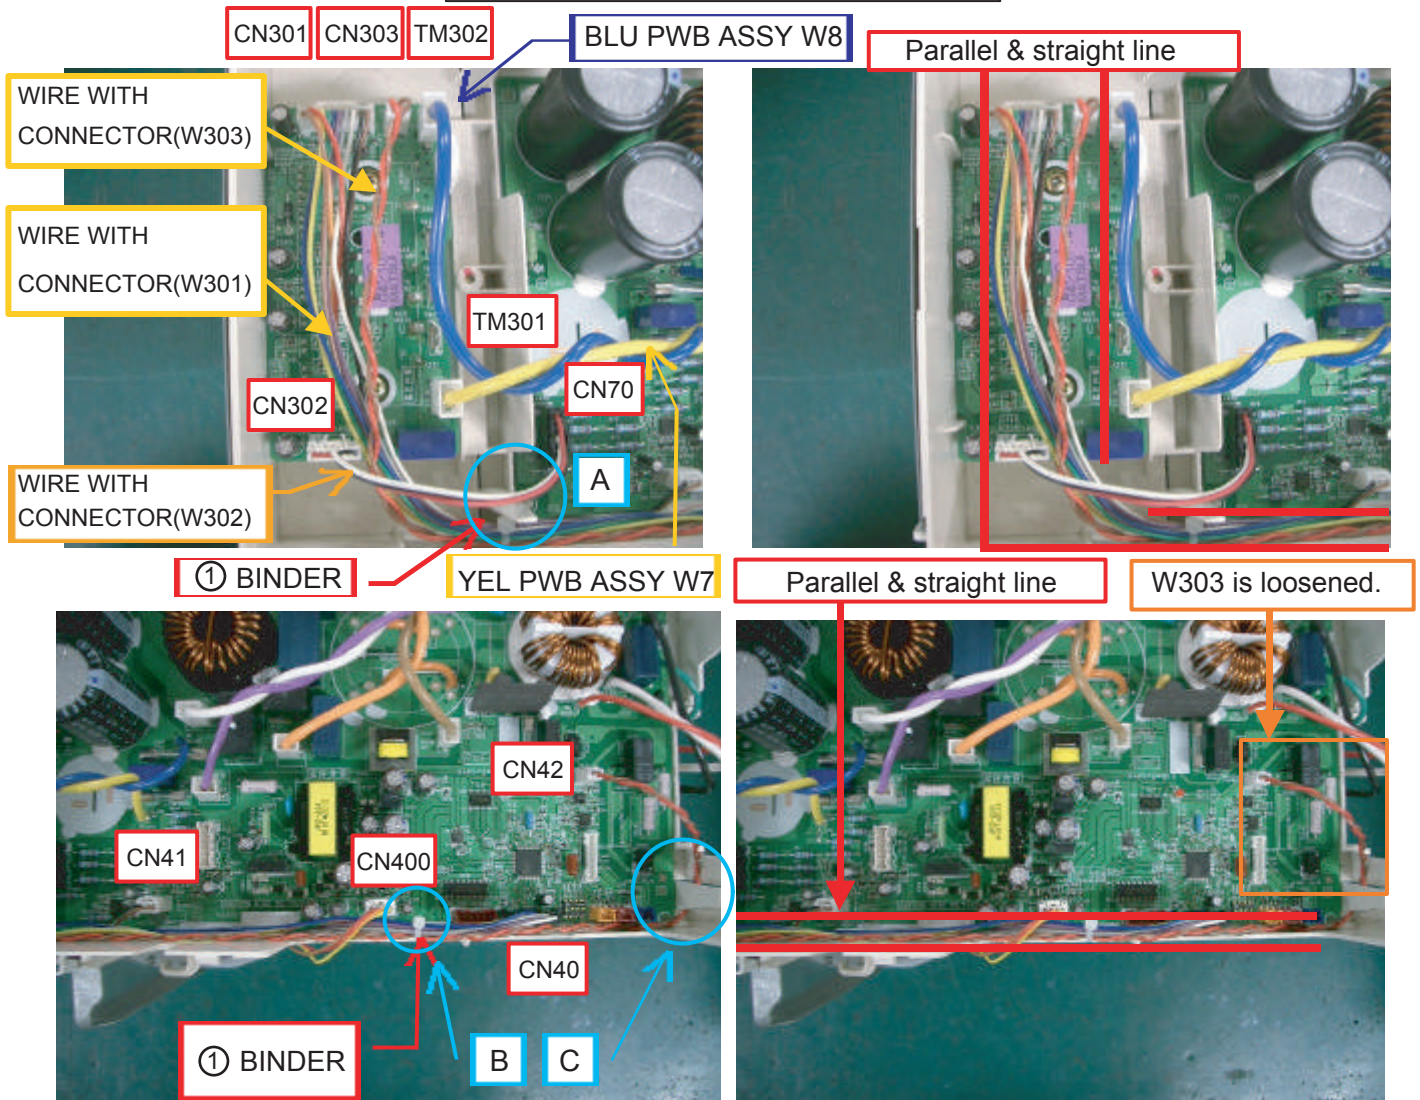 CN301 CN303 TM302
BLU PWB ASSY W8
Parallel & straight line
WIRE WITH
CONNECTOR(W303)
WIRE WITH
CONNECTOR(W301)
TM301
CN70
CN302
WIRE WITH
CONNECTOR(W302)
A
① BINDER
YEL PWB ASSY W7
Parallel & straight line
W303 is loosened.
CN42
CN41
CN400
CN40
① BINDER
B C